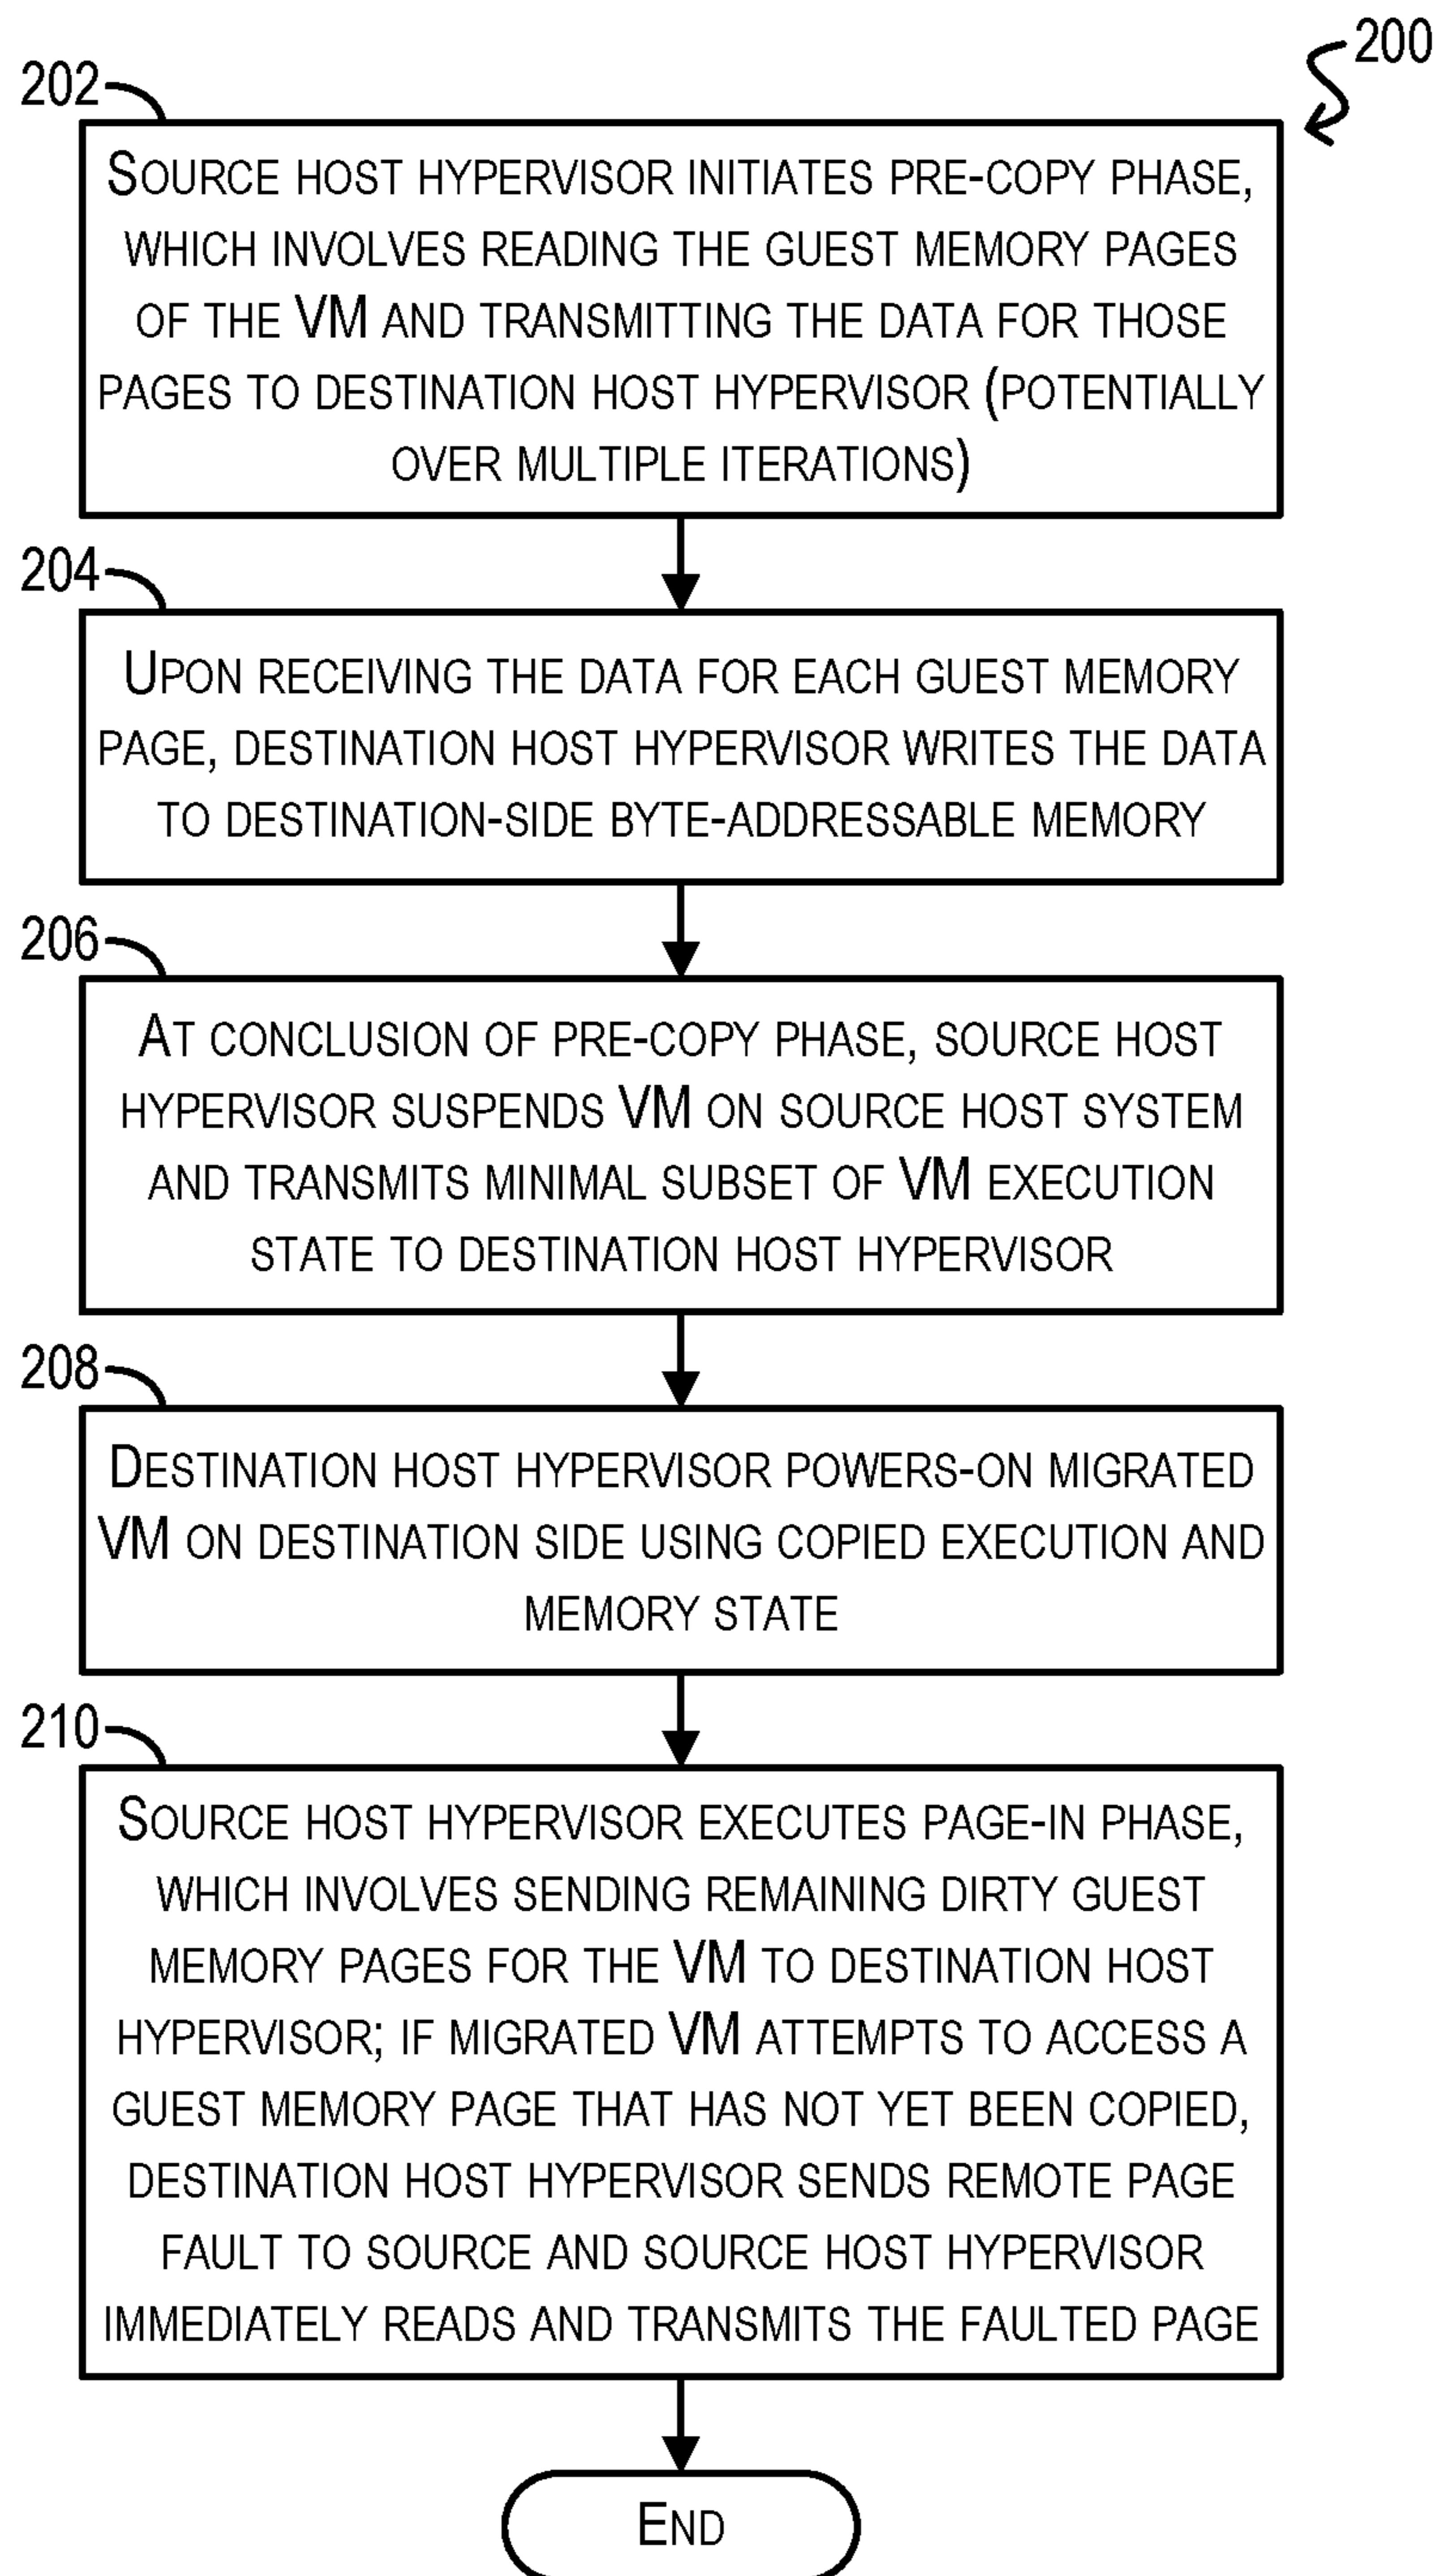 200
202
SOURCE HOST HYPERVISOR INITIATES PRE-COPY PHASE,
WHICH INVOLVES READING THE GUEST MEMORY PAGES
OF THE VM AND TRANSMITTING THE DATA FOR THOSE
PAGES TO DESTINATION HOST HYPERVISOR (POTENTIALLY
OVER MULTIPLE ITERATIONS)
204
UPON RECEIVING THE DATA FOR EACH GUEST MEMORY
PAGE, DESTINATION HOST HYPERVISOR WRITES THE DATA
TO DESTINATION-SIDE BYTE-ADDRESSABLE MEMORY
206
AT CONCLUSION OF PRE-COPY PHASE, SOURCE HOST
HYPERVISOR SUSPENDS VM ON SOURCE HOST SYSTEM
AND TRANSMITS MINIMAL SUBSET OF VM EXECUTION
STATE TO DESTINATION HOST HYPERVISOR
208
DESTINATION HOST HYPERVISOR POWERS-ON MIGRATED
VM ON DESTINATION SIDE USING COPIED EXECUTION AND
MEMORY STATE
210
SOURCE HOST HYPERVISOR EXECUTES PAGE-IN PHASE,
WHICH INVOLVES SENDING REMAINING DIRTY GUEST
MEMORY PAGES FOR THE VM TO DESTINATION HOST
HYPERVISOR; IF MIGRATED VM ATTEMPTS TO ACCESS A
GUEST MEMORY PAGE THAT HAS NOT YET BEEN COPIED,
DESTINATION HOST HYPERVISOR SENDS REMOTE PAGE
FAULT TO SOURCE AND SOURCE HOST HYPERVISOR
IMMEDIATELY READS AND TRANSMITS THE FAULTED PAGE
END